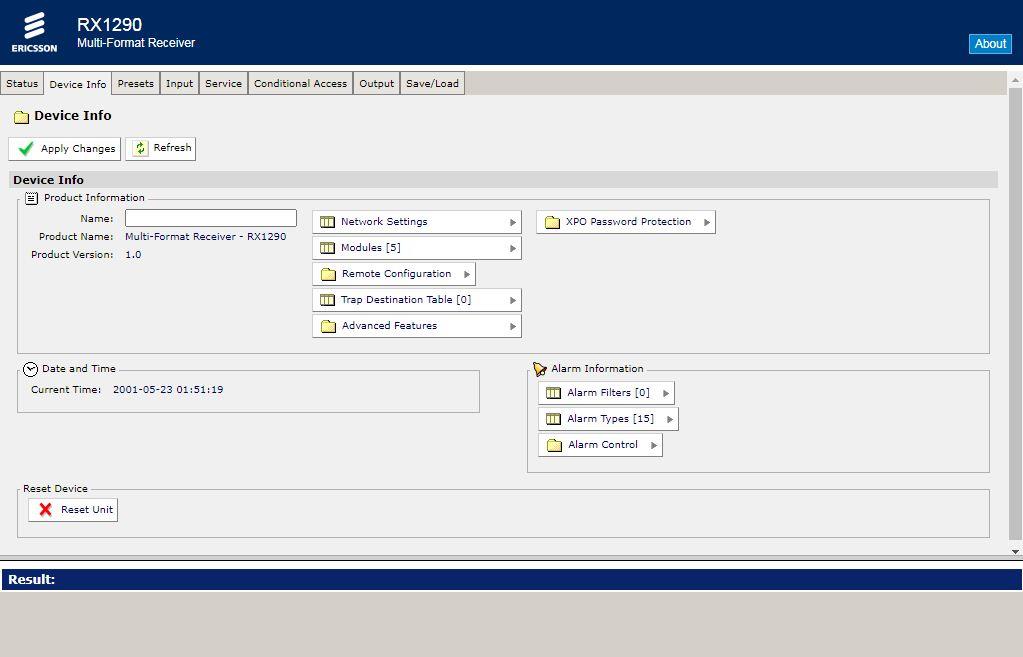 RX1290
Multi-Format Receiver
ERICSSON
About
Status Device Info Presets Input Service Conditional Access Output Save/Load
Device Info
Apply Changes Refresh
Device Info
Product Information
Name:
Product Name: Multi-Format Receiver - RX1290
Product Version: 1.0
Network Settings
Modules [5]
Remote Configuration
Trap Destination Table [0]
Advanced Features
XPO Password Protection
Date and Time
Current Time: 2001-05-23 01:51:19
Alarm Information
Alarm Filters [0]
Alarm Types [15]
Alarm Control
Reset Device
Reset Unit
Result: